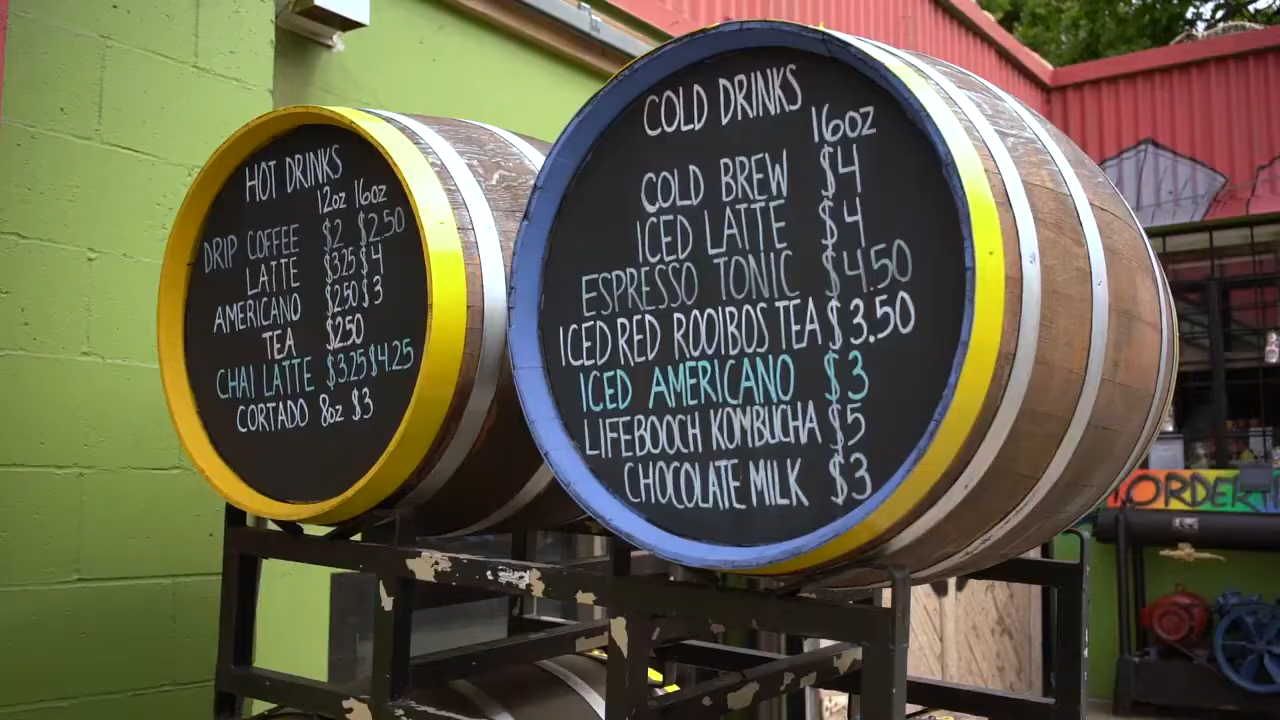 HOT DRINKS
12oz 16oz
DRIP COFFEE $2 $2.50
LATTE $3.25 $4
AMERICANO $2.50 $3
TEA $2.50
CHAI LATTE $3.25 $4.25
CORTADO 8oz $3
COLD DRINKS
16oz
COLD BREW $4
ICED LATTE $4
ESPRESSO TONIC $4.50
ICED RED ROOIBOS TEA $3.50
ICED AMERICANO $3
LIFEBOOCH KOMBUCHA $5
CHOCOLATE MILK $3
ORDER